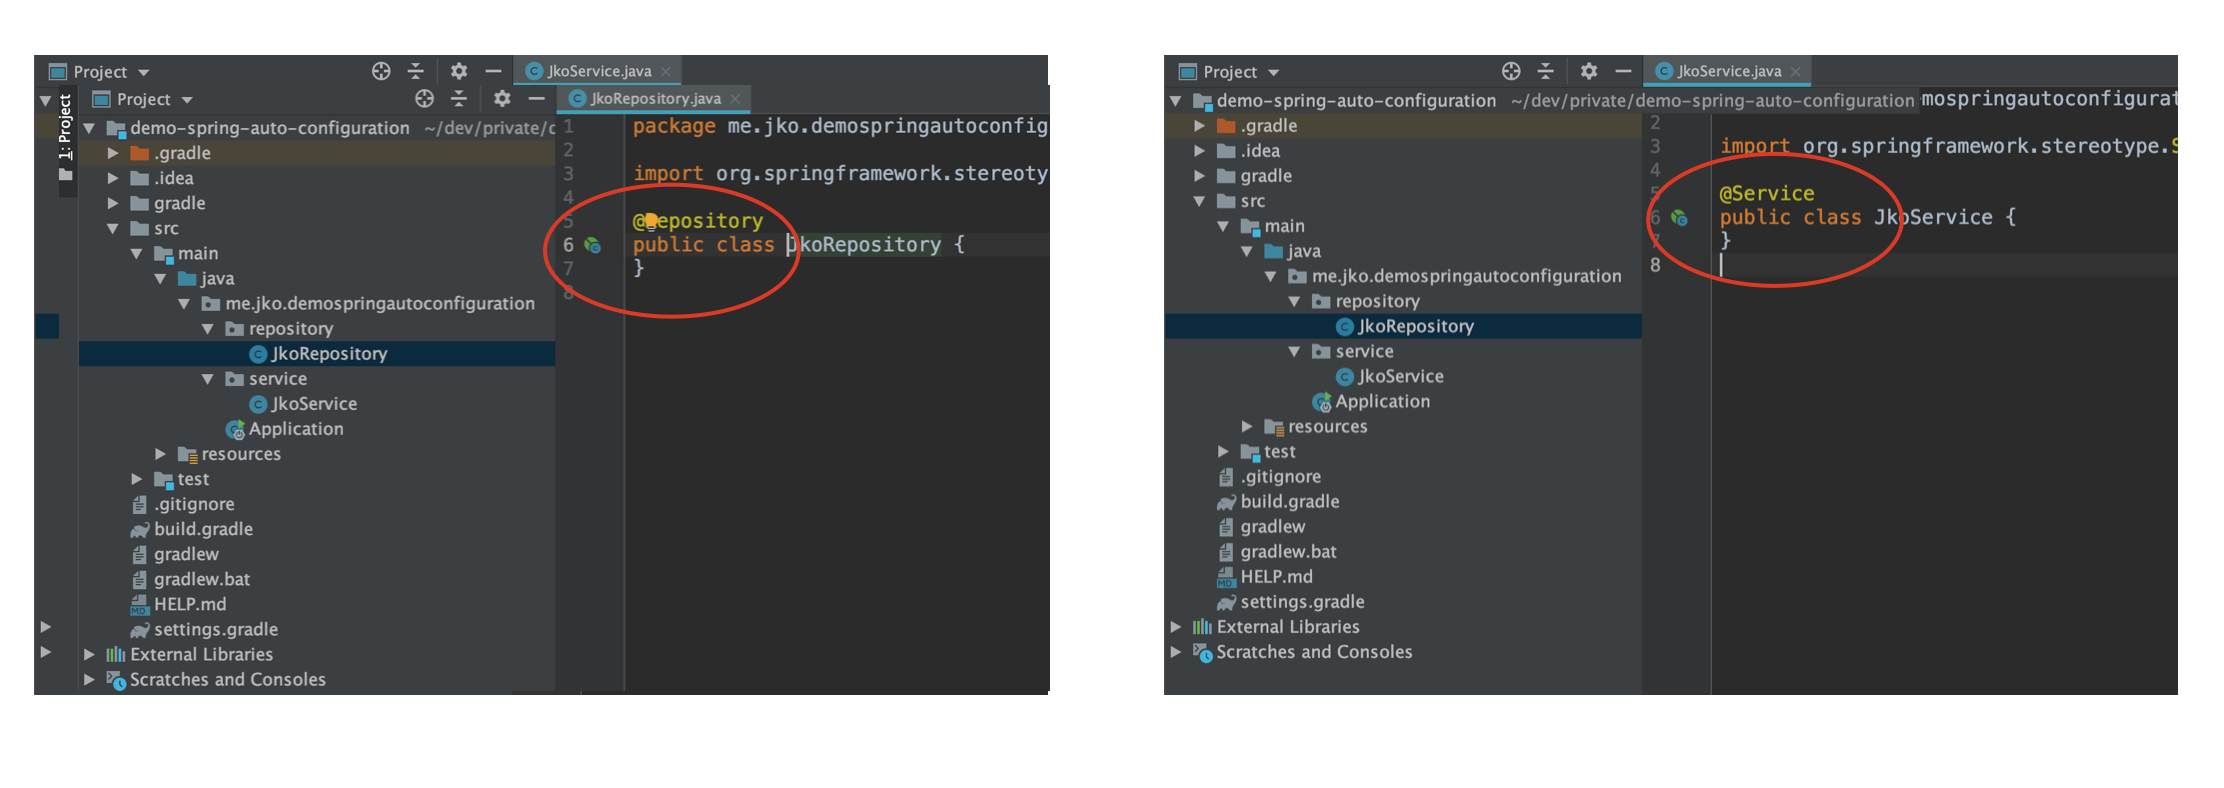 Project
JkoService.java
1: Project
Project
JkoRepository.java
demo-spring-auto-configuration ~/dev/private/d
.gradle
.idea
gradle
src
main
java
me.jko.demospringautoconfiguration
repository
JkoRepository
service
JkoService
Application
resources
test
.gitignore
build.gradle
gradlew
gradlew.bat
HELP.md
settings.gradle
External Libraries
Scratches and Consoles
1 package me.jko.demospringautoconfig
2
3 import org.springframework.stereoty
4
5 @Repository
6 public class JkoRepository {
7 }
8
Project
JkoService.java
demo-spring-auto-configuration ~/dev/private/demo-spring-auto-configuration
.gradle
.idea
gradle
src
main
java
me.jko.demospringautoconfiguration
repository
JkoRepository
service
JkoService
Application
resources
test
.gitignore
build.gradle
gradlew
gradlew.bat
HELP.md
settings.gradle
External Libraries
Scratches and Consoles
mospringautoconfigurat
2
3 import org.springframework.stereotype.S
4
5 @Service
6 public class JkoService {
7 }
8